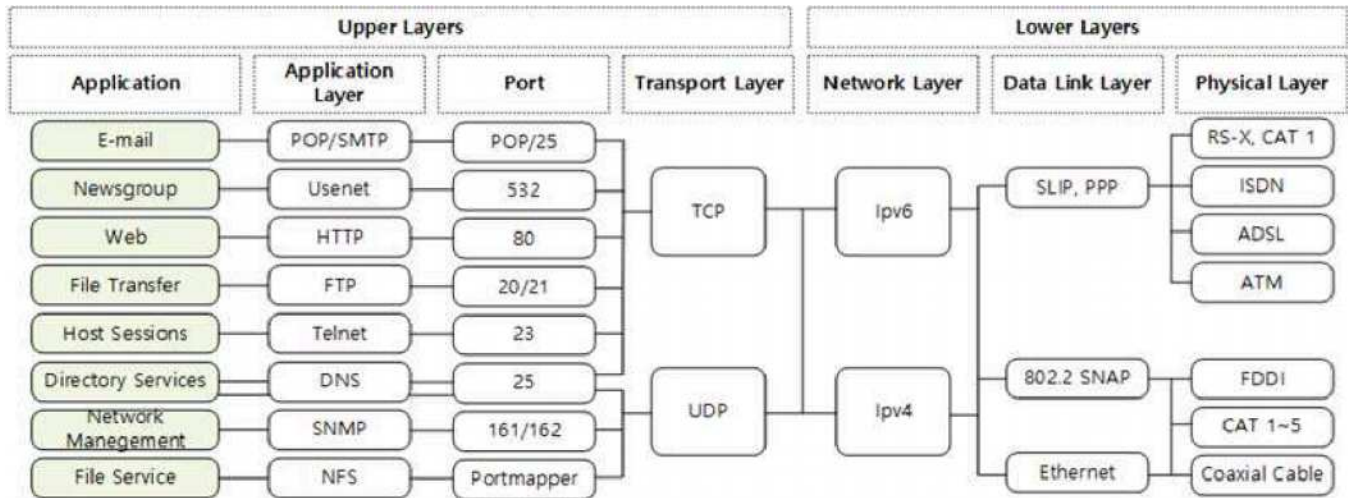 Upper Layers
Lower Layers
Application
Application
Layer
Port
Transport Layer
Network Layer
Data Link Layer
Physical Layer
E-mail
POP/SMTP
POP/25
Newsgroup
Usenet
532
Web
HTTP
80
File Transfer
FTP
20/21
Host Sessions
Telnet
23
Directory Services
DNS
25
Network
Manegement
SNMP
161/162
File Service
NFS
Portmapper
TCP
UDP
Ipv6
Ipv4
SLIP, PPP
802.2 SNAP
Ethernet
RS-X, CAT 1
ISDN
ADSL
ATM
FDDI
CAT 1~5
Coaxial Cable